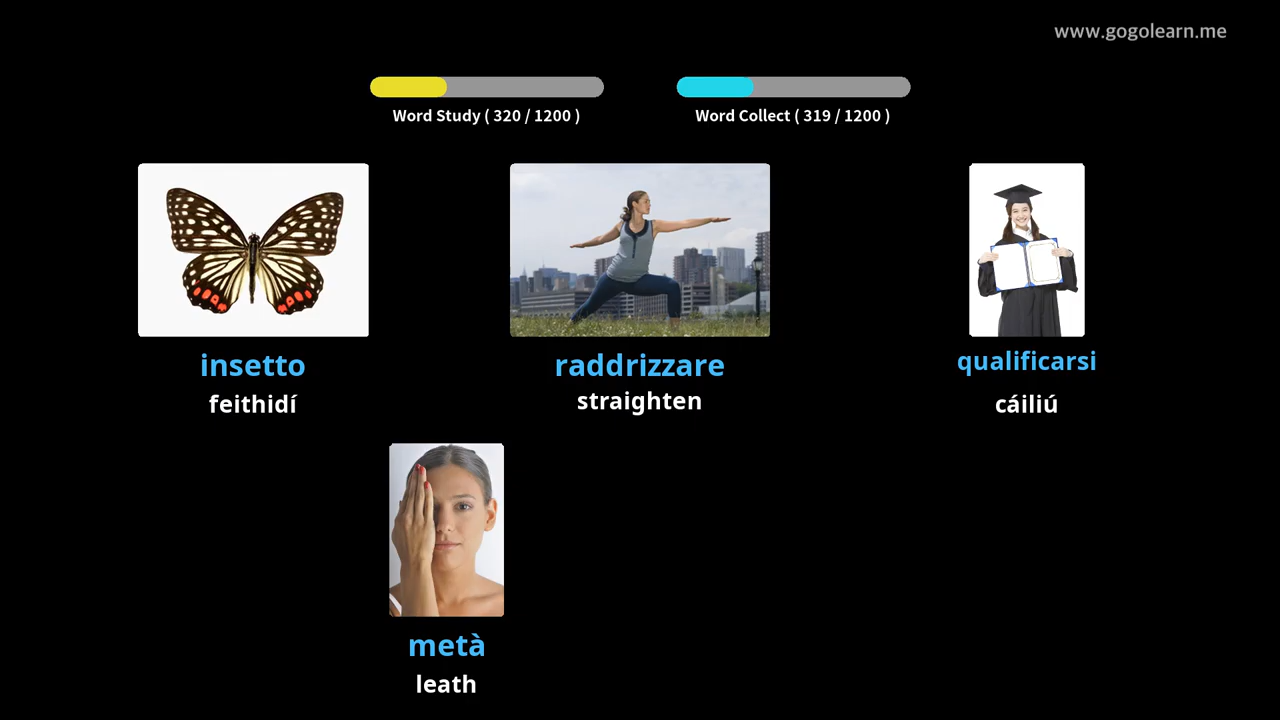 www.gogolearn.me
Word Study ( 320 / 1200 )
Word Collect ( 319 / 1200 )
insetto
feithidí
raddrizzare
straighten
qualificarsi
cáiliú
metà
leath